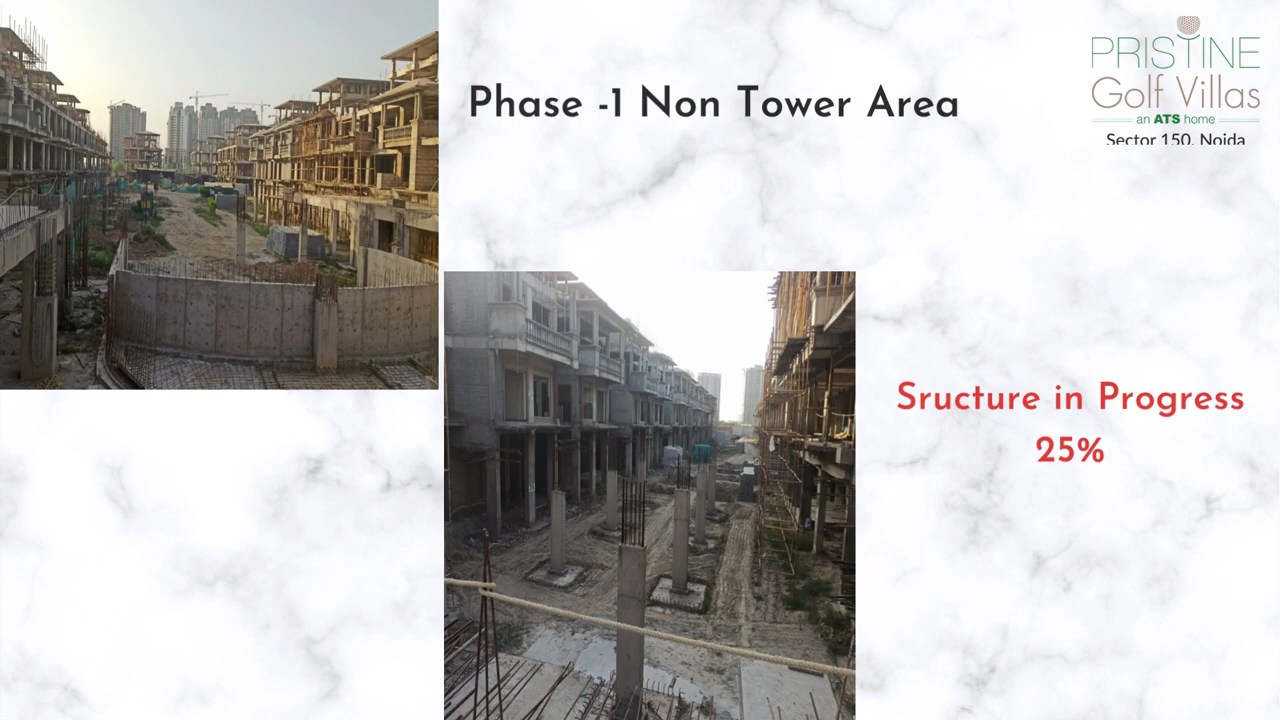 Phase -1 Non Tower Area
PRISTINE
Golf Villas
an ATS home
Sector 150, Noida
Sructure in Progress
25%